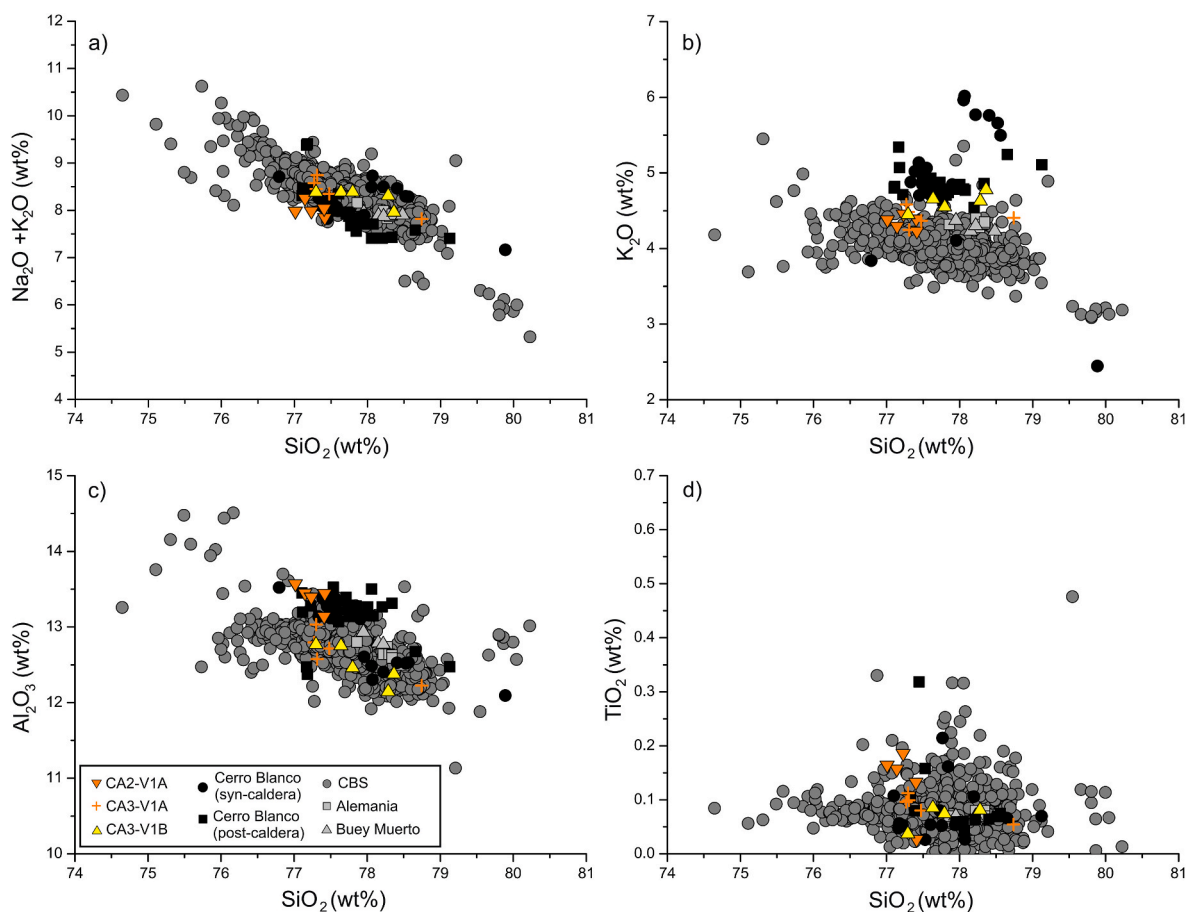 a)
12
11
10
9
8
7
6
5
4
Na2O +K2O (wt%)
74 75 76 77 78 79 80 81
SiO2 (wt%)
b)
7
6
5
4
3
2
K2O (wt%)
74 75 76 77 78 79 80 81
SiO2 (wt%)
c)
15
14
13
12
11
10
Al2O3 (wt%)
CA2-V1A
CA3-V1A
CA3-V1B
Cerro Blanco
(syn-caldera)
Cerro Blanco
(post-caldera)
CBS
Alemania
Buey Muerto
74 75 76 77 78 79 80 81
SiO2 (wt%)
d)
0.7
0.6
0.5
0.4
0.3
0.2
0.1
0.0
TiO2 (wt%)
74 75 76 77 78 79 80 81
SiO2 (wt%)